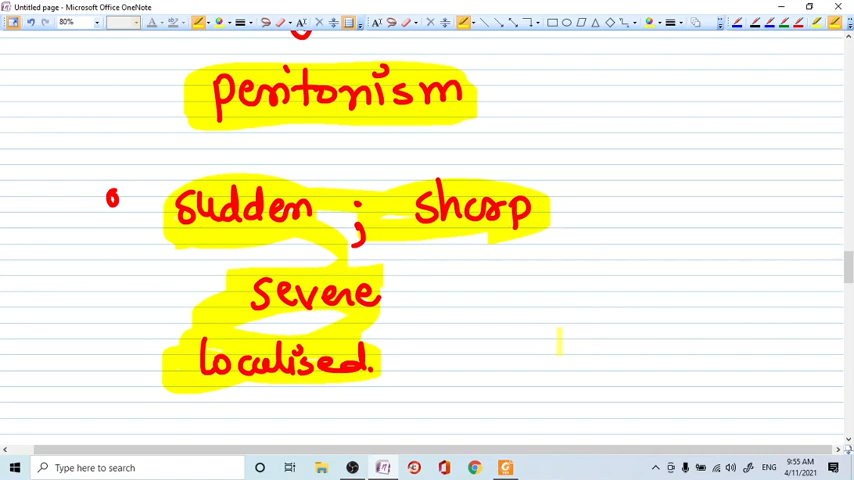 Untitled page - Microsoft Office OneNote
80%
peritonism
sudden ; sharp
severe
localised.
Type here to search
ENG
9:55 AM
4/11/2021